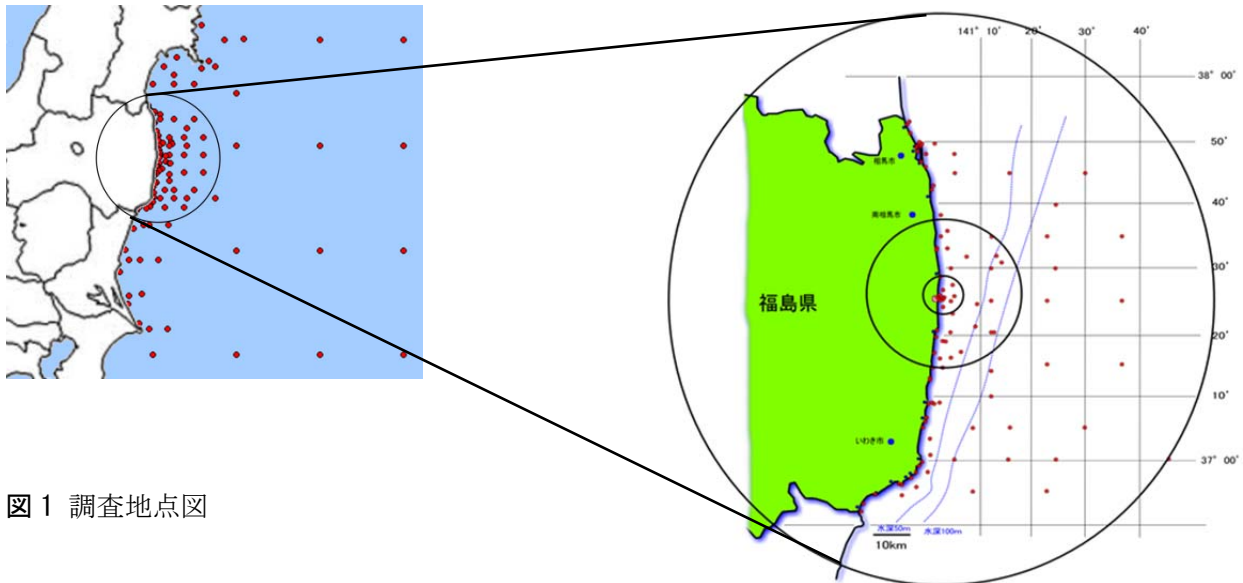 141° 10′ 20′ 30′ 40′
38° 00′
50′
相馬市
40′
南相馬市
30′
福島県
20′
10′
いわき市
37° 00′
水深50m 水深100m
10km
図1 調査地点図